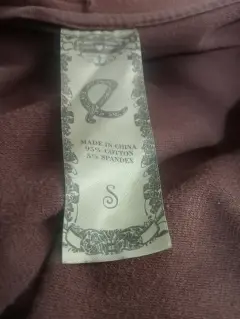 MADE IN CHINA
95% COTTON
5% SPANDEX
S